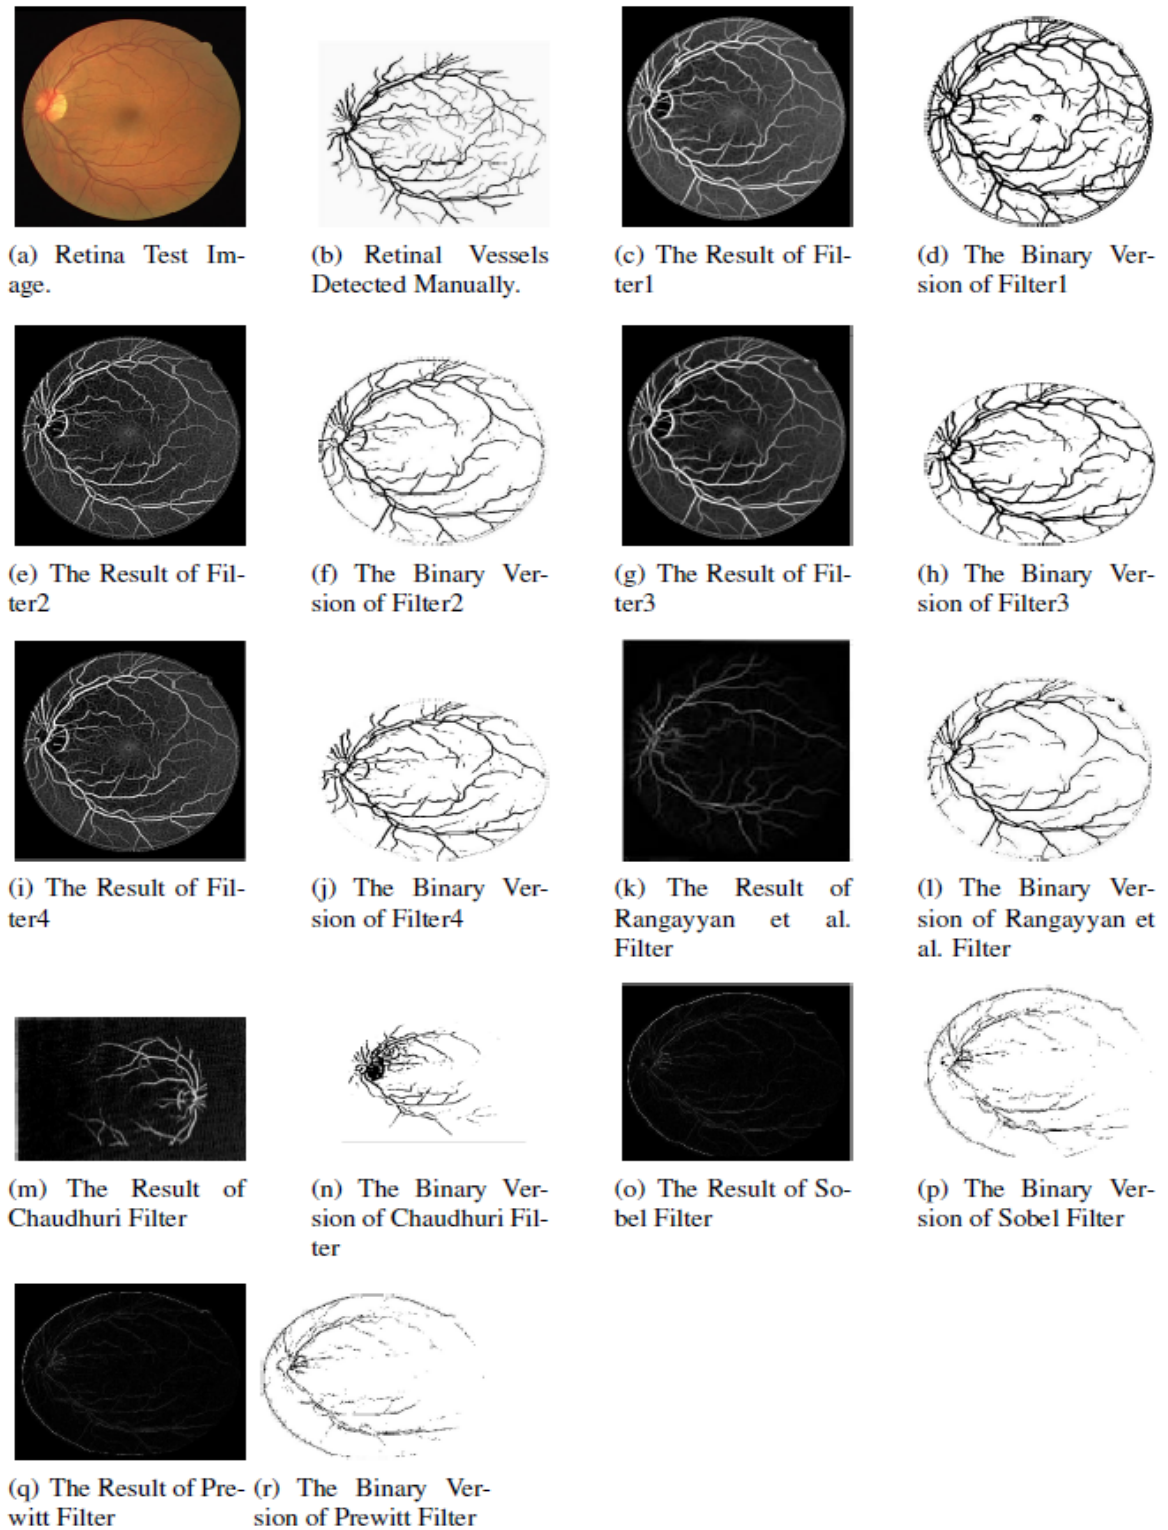 (a) Retina Test Im-
age.
(b) Retinal Vessels
Detected Manually.
(c) The Result of Fil-
ter1
(d) The Binary Ver-
sion of Filter1
(e) The Result of Fil-
ter2
(f) The Binary Ver-
sion of Filter2
(g) The Result of Fil-
ter3
(h) The Binary Ver-
sion of Filter3
(i) The Result of Fil-
ter4
(j) The Binary Ver-
sion of Filter4
(k) The Result of
Rangayyan et al.
Filter
(l) The Binary Ver-
sion of Rangayyan et
al. Filter
(m) The Result of
Chaudhuri Filter
(n) The Binary Ver-
sion of Chaudhuri Fil-
ter
(o) The Result of So-
bel Filter
(p) The Binary Ver-
sion of Sobel Filter
(q) The Result of Pre-
witt Filter
(r) The Binary Ver-
sion of Prewitt Filter